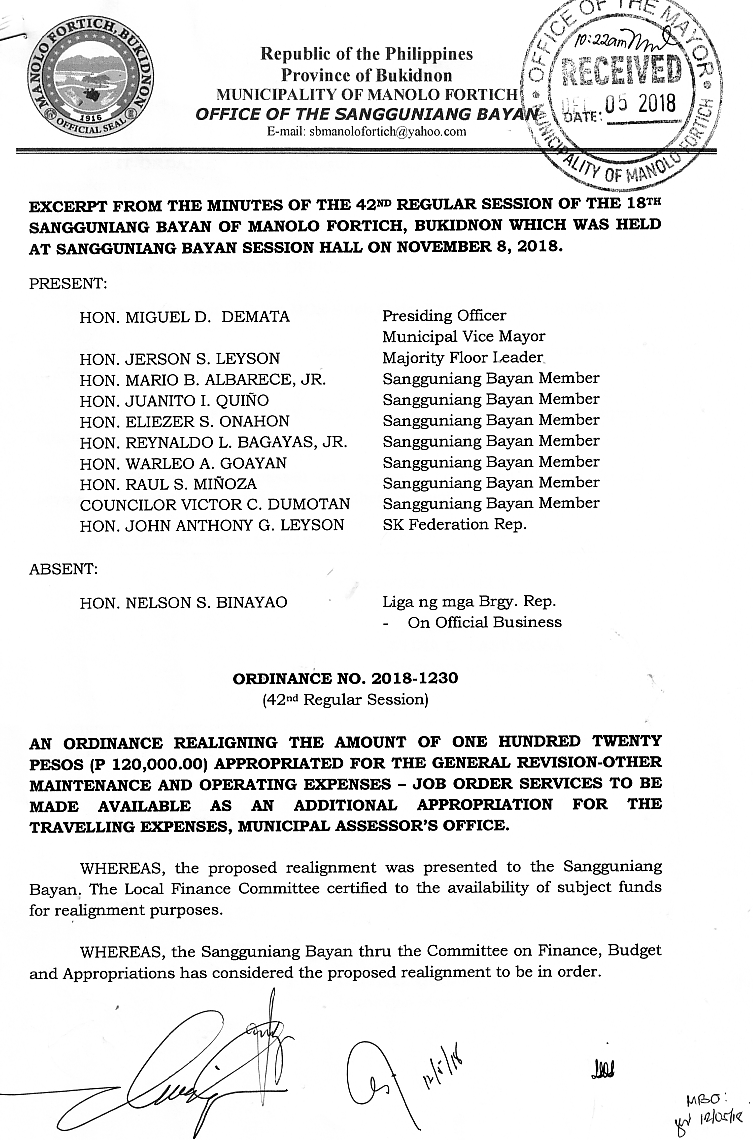 MANOLO FORTICH, BUKIDNON
1916
OFFICIAL SEAL
Republic of the Philippines
Province of Bukidnon
MUNICIPALITY OF MANOLO FORTICH
OFFICE OF THE SANGGUNIANG BAYAN
E-mail: sbmanolofortich@yahoo.com
OFFICE OF THE MAYOR
10:22am
RECEIVED
DATE: 05 2018
MUNICIPALITY OF MANOLO FORTICH
EXCERPT FROM THE MINUTES OF THE 42ND REGULAR SESSION OF THE 18TH
SANGGUNIANG BAYAN OF MANOLO FORTICH, BUKIDNON WHICH WAS HELD
AT SANGGUNIANG BAYAN SESSION HALL ON NOVEMBER 8, 2018.
PRESENT:
HON. MIGUEL D. DEMATA Presiding Officer
Municipal Vice Mayor
HON. JERSON S. LEYSON Majority Floor Leader
HON. MARIO B. ALBARECE, JR. Sangguniang Bayan Member
HON. JUANITO I. QUIÑO Sangguniang Bayan Member
HON. ELIEZER S. ONAHON Sangguniang Bayan Member
HON. REYNALDO L. BAGAYAS, JR. Sangguniang Bayan Member
HON. WARLEO A. GOAYAN Sangguniang Bayan Member
HON. RAUL S. MIÑOZA Sangguniang Bayan Member
COUNCILOR VICTOR C. DUMOTAN Sangguniang Bayan Member
HON. JOHN ANTHONY G. LEYSON SK Federation Rep.
ABSENT:
HON. NELSON S. BINAYAO Liga ng mga Brgy. Rep.
- On Official Business
ORDINANCE NO. 2018-1230
(42nd Regular Session)
AN ORDINANCE REALIGNING THE AMOUNT OF ONE HUNDRED TWENTY
PESOS (P 120,000.00) APPROPRIATED FOR THE GENERAL REVISION-OTHER
MAINTENANCE AND OPERATING EXPENSES – JOB ORDER SERVICES TO BE
MADE AVAILABLE AS AN ADDITIONAL APPROPRIATION FOR THE
TRAVELLING EXPENSES, MUNICIPAL ASSESSOR'S OFFICE.
WHEREAS, the proposed realignment was presented to the Sangguniang
Bayan. The Local Finance Committee certified to the availability of subject funds
for realignment purposes.
WHEREAS, the Sangguniang Bayan thru the Committee on Finance, Budget
and Appropriations has considered the proposed realignment to be in order.
12/5/18
MBO:
12/05/18